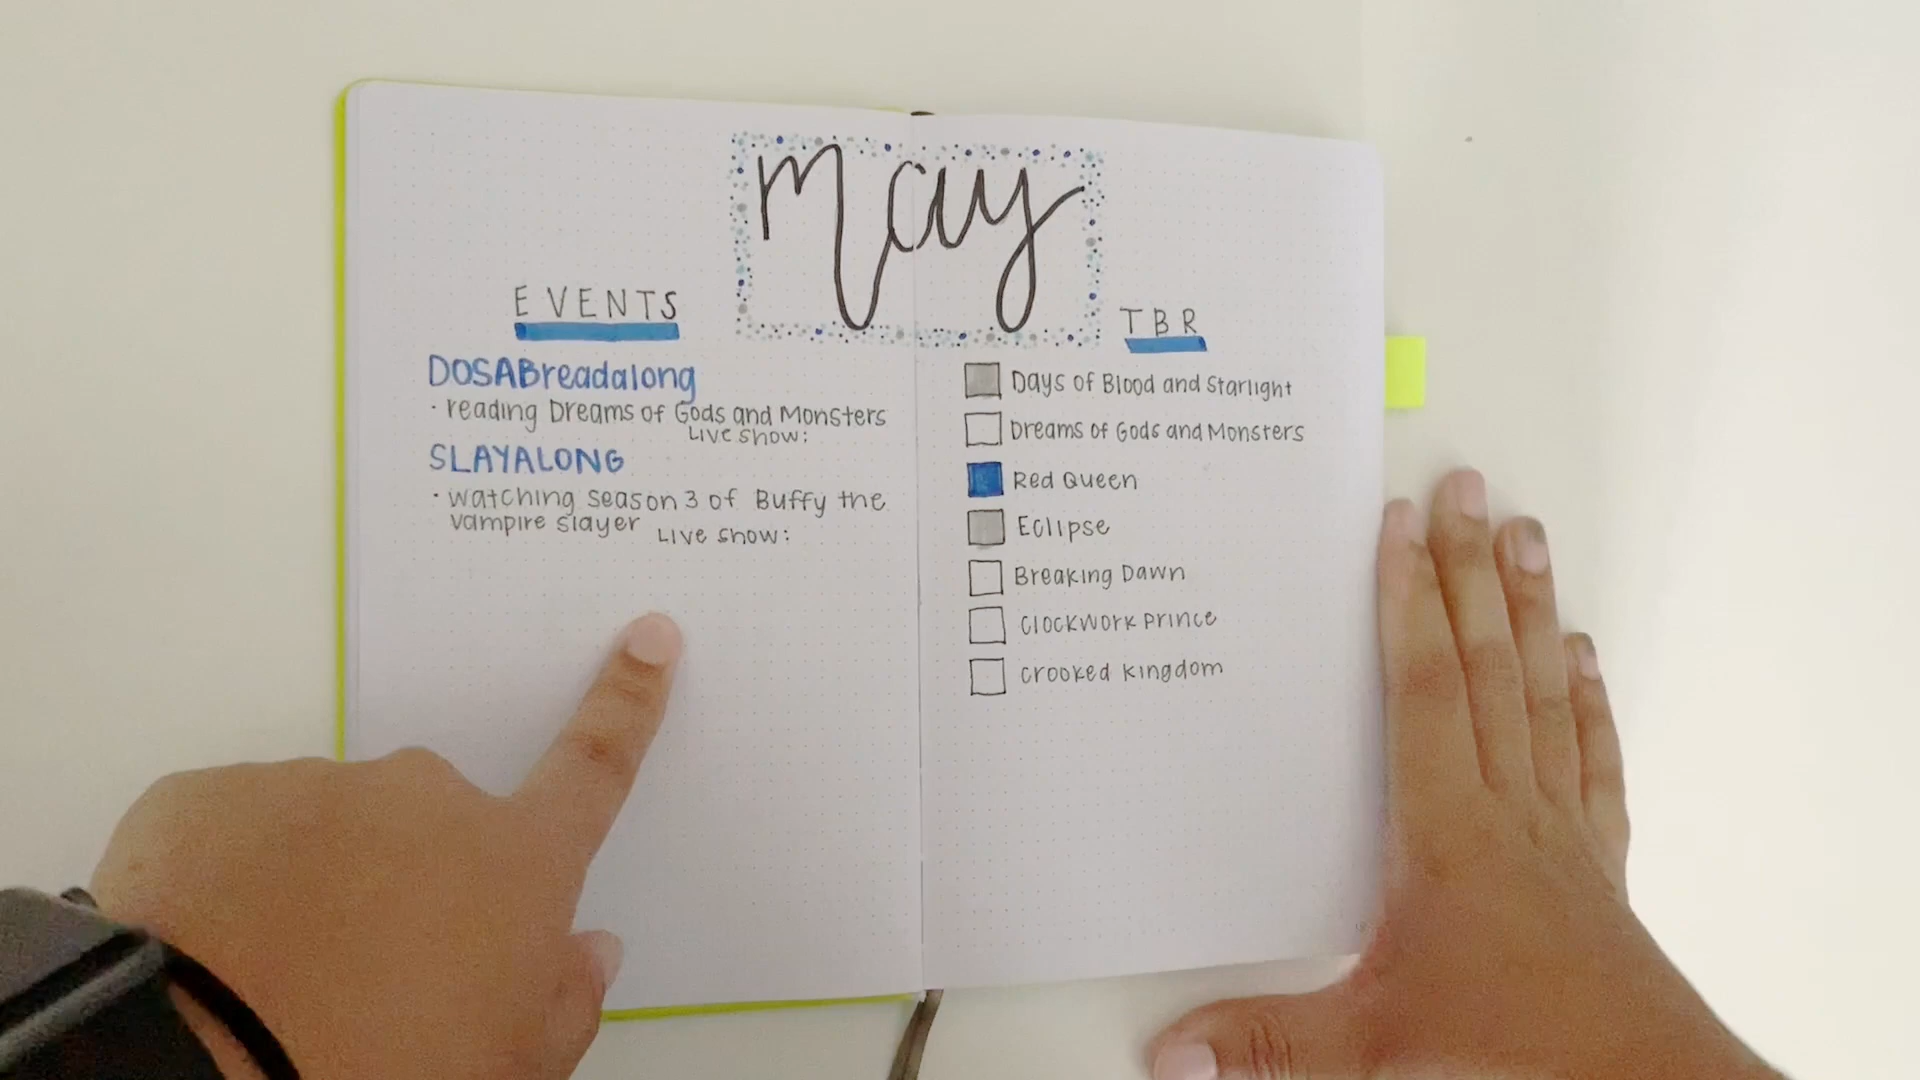 May
EVENTS
DOSABreadalong
· reading Dreams of Gods and Monsters
Live show:
SLAYALONG
· watching season 3 of Buffy the
vampire slayer
Live show:
TBR
Days of Blood and Starlight
Dreams of Gods and Monsters
Red Queen
Eclipse
Breaking Dawn
Clockwork Prince
Crooked Kingdom